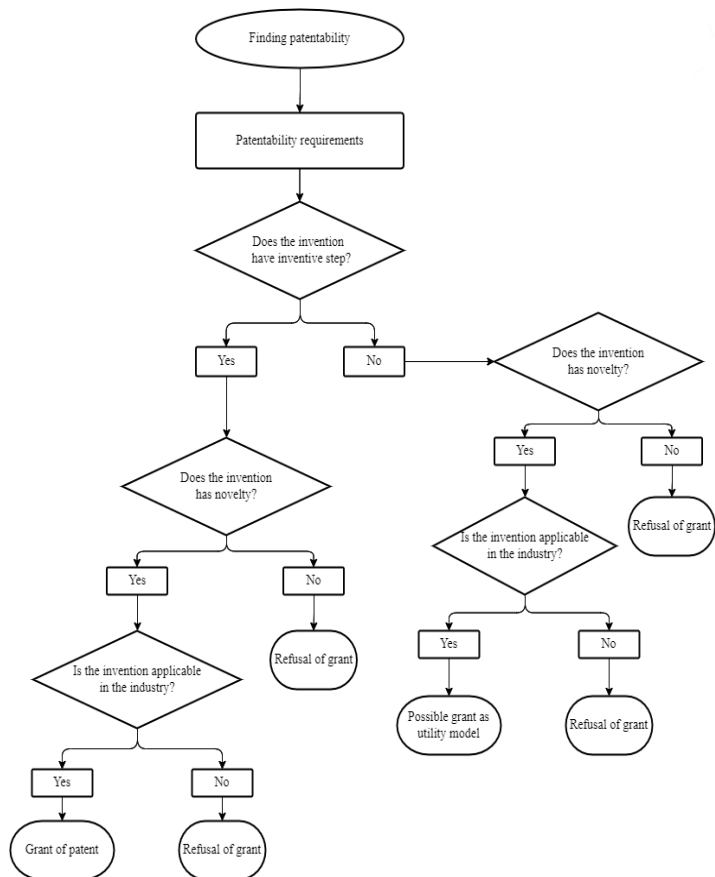 Finding patentability
Patentability requirements
Does the invention
have inventive step?
Yes
No
Does the invention
has novelty?
Yes
No
Refusal of grant
Is the invention applicable
in the industry?
Yes
No
Possible grant as
utility model
Refusal of grant
Does the invention
has novelty?
Yes
No
Refusal of grant
Is the invention applicable
in the industry?
Yes
No
Grant of patent
Refusal of grant